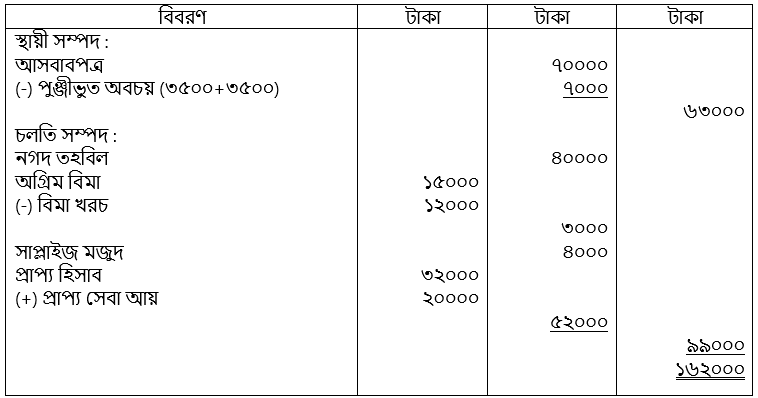 বিবরণ টাকা টাকা টাকা
স্থায়ী সম্পদ :
আসবাবপত্র ৭০০০০
(-) পুঞ্জীভুত অবচয় (৩৫০০+৩৫০০) ৭০০০
৬৩০০০
চলতি সম্পদ :
নগদ তহবিল ৪০০০০
অগ্রিম বিমা ১৫০০০
(-) বিমা খরচ ১২০০০
৩০০০
সাপ্লাইজ মজুদ ৪০০০
প্রাপ্য হিসাব ৩২০০০
(+) প্রাপ্য সেবা আয় ২০০০০
৫২০০০
৯৯০০০
১৬২০০০